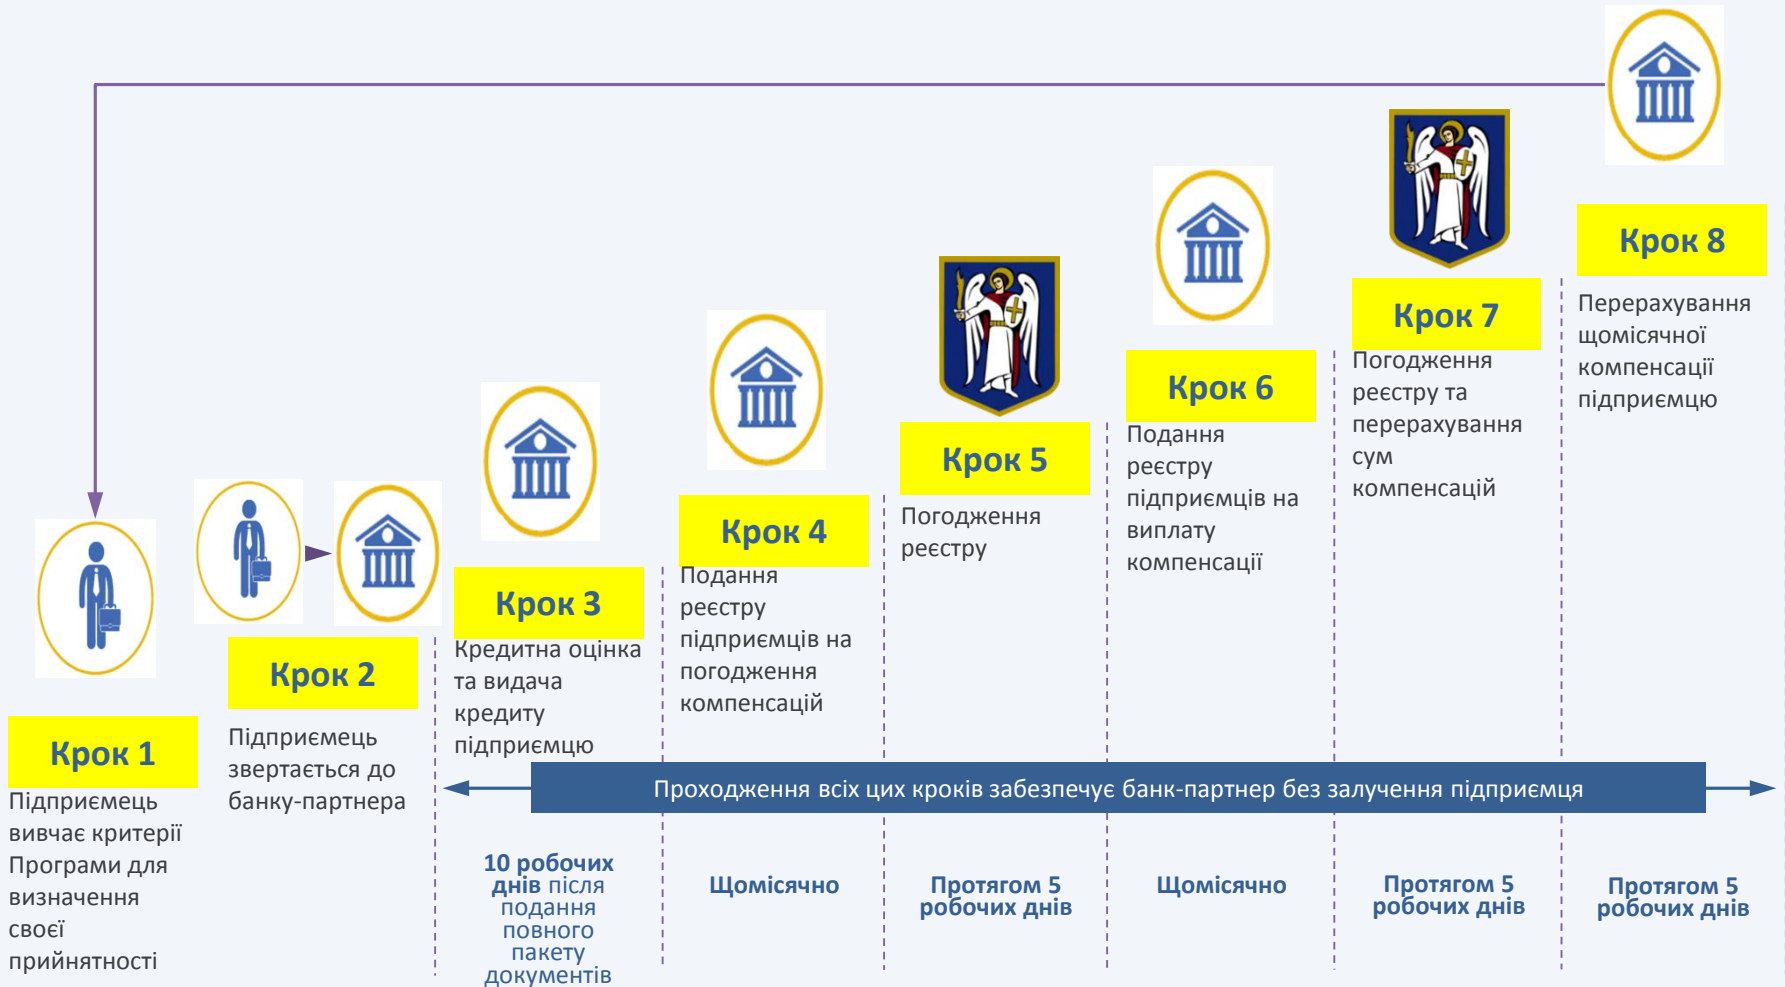 Крок 1
Підприємець
вивчає критерії
Програми для
визначення
своєї
прийнятності
Крок 2
Підприємець
звертається до
банку-партнера
Крок 3
Кредитна оцінка
та видача
кредиту
підприємцю
Крок 4
Подання
реєстру
підприємців на
погодження
компенсацій
Крок 5
Погодження
реєстру
Крок 6
Подання
реєстру
підприємців на
виплату
компенсації
Крок 7
Погодження
реєстру та
перерахування
сум
компенсацій
Крок 8
Перерахування
щомісячної
компенсації
підприємцю
Проходження всіх цих кроків забезпечує банк-партнер без залучення підприємця
10 робочих
днів після
подання
повного
пакету
документів
Щомісячно
Протягом 5
робочих днів
Щомісячно
Протягом 5
робочих днів
Протягом 5
робочих днів